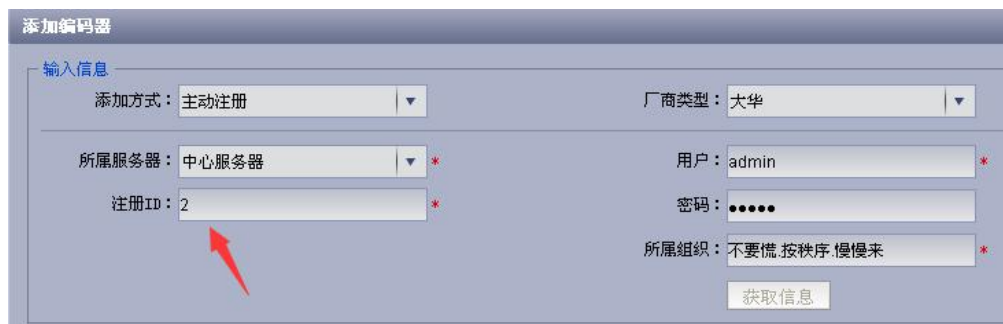 添加编码器
输入信息
添加方式：主动注册 厂商类型：大华
所属服务器：中心服务器 * 用户：admin *
注册ID：2 * 密码：●●●●●
所属组织：不要慌.按秩序.慢慢来 *
获取信息